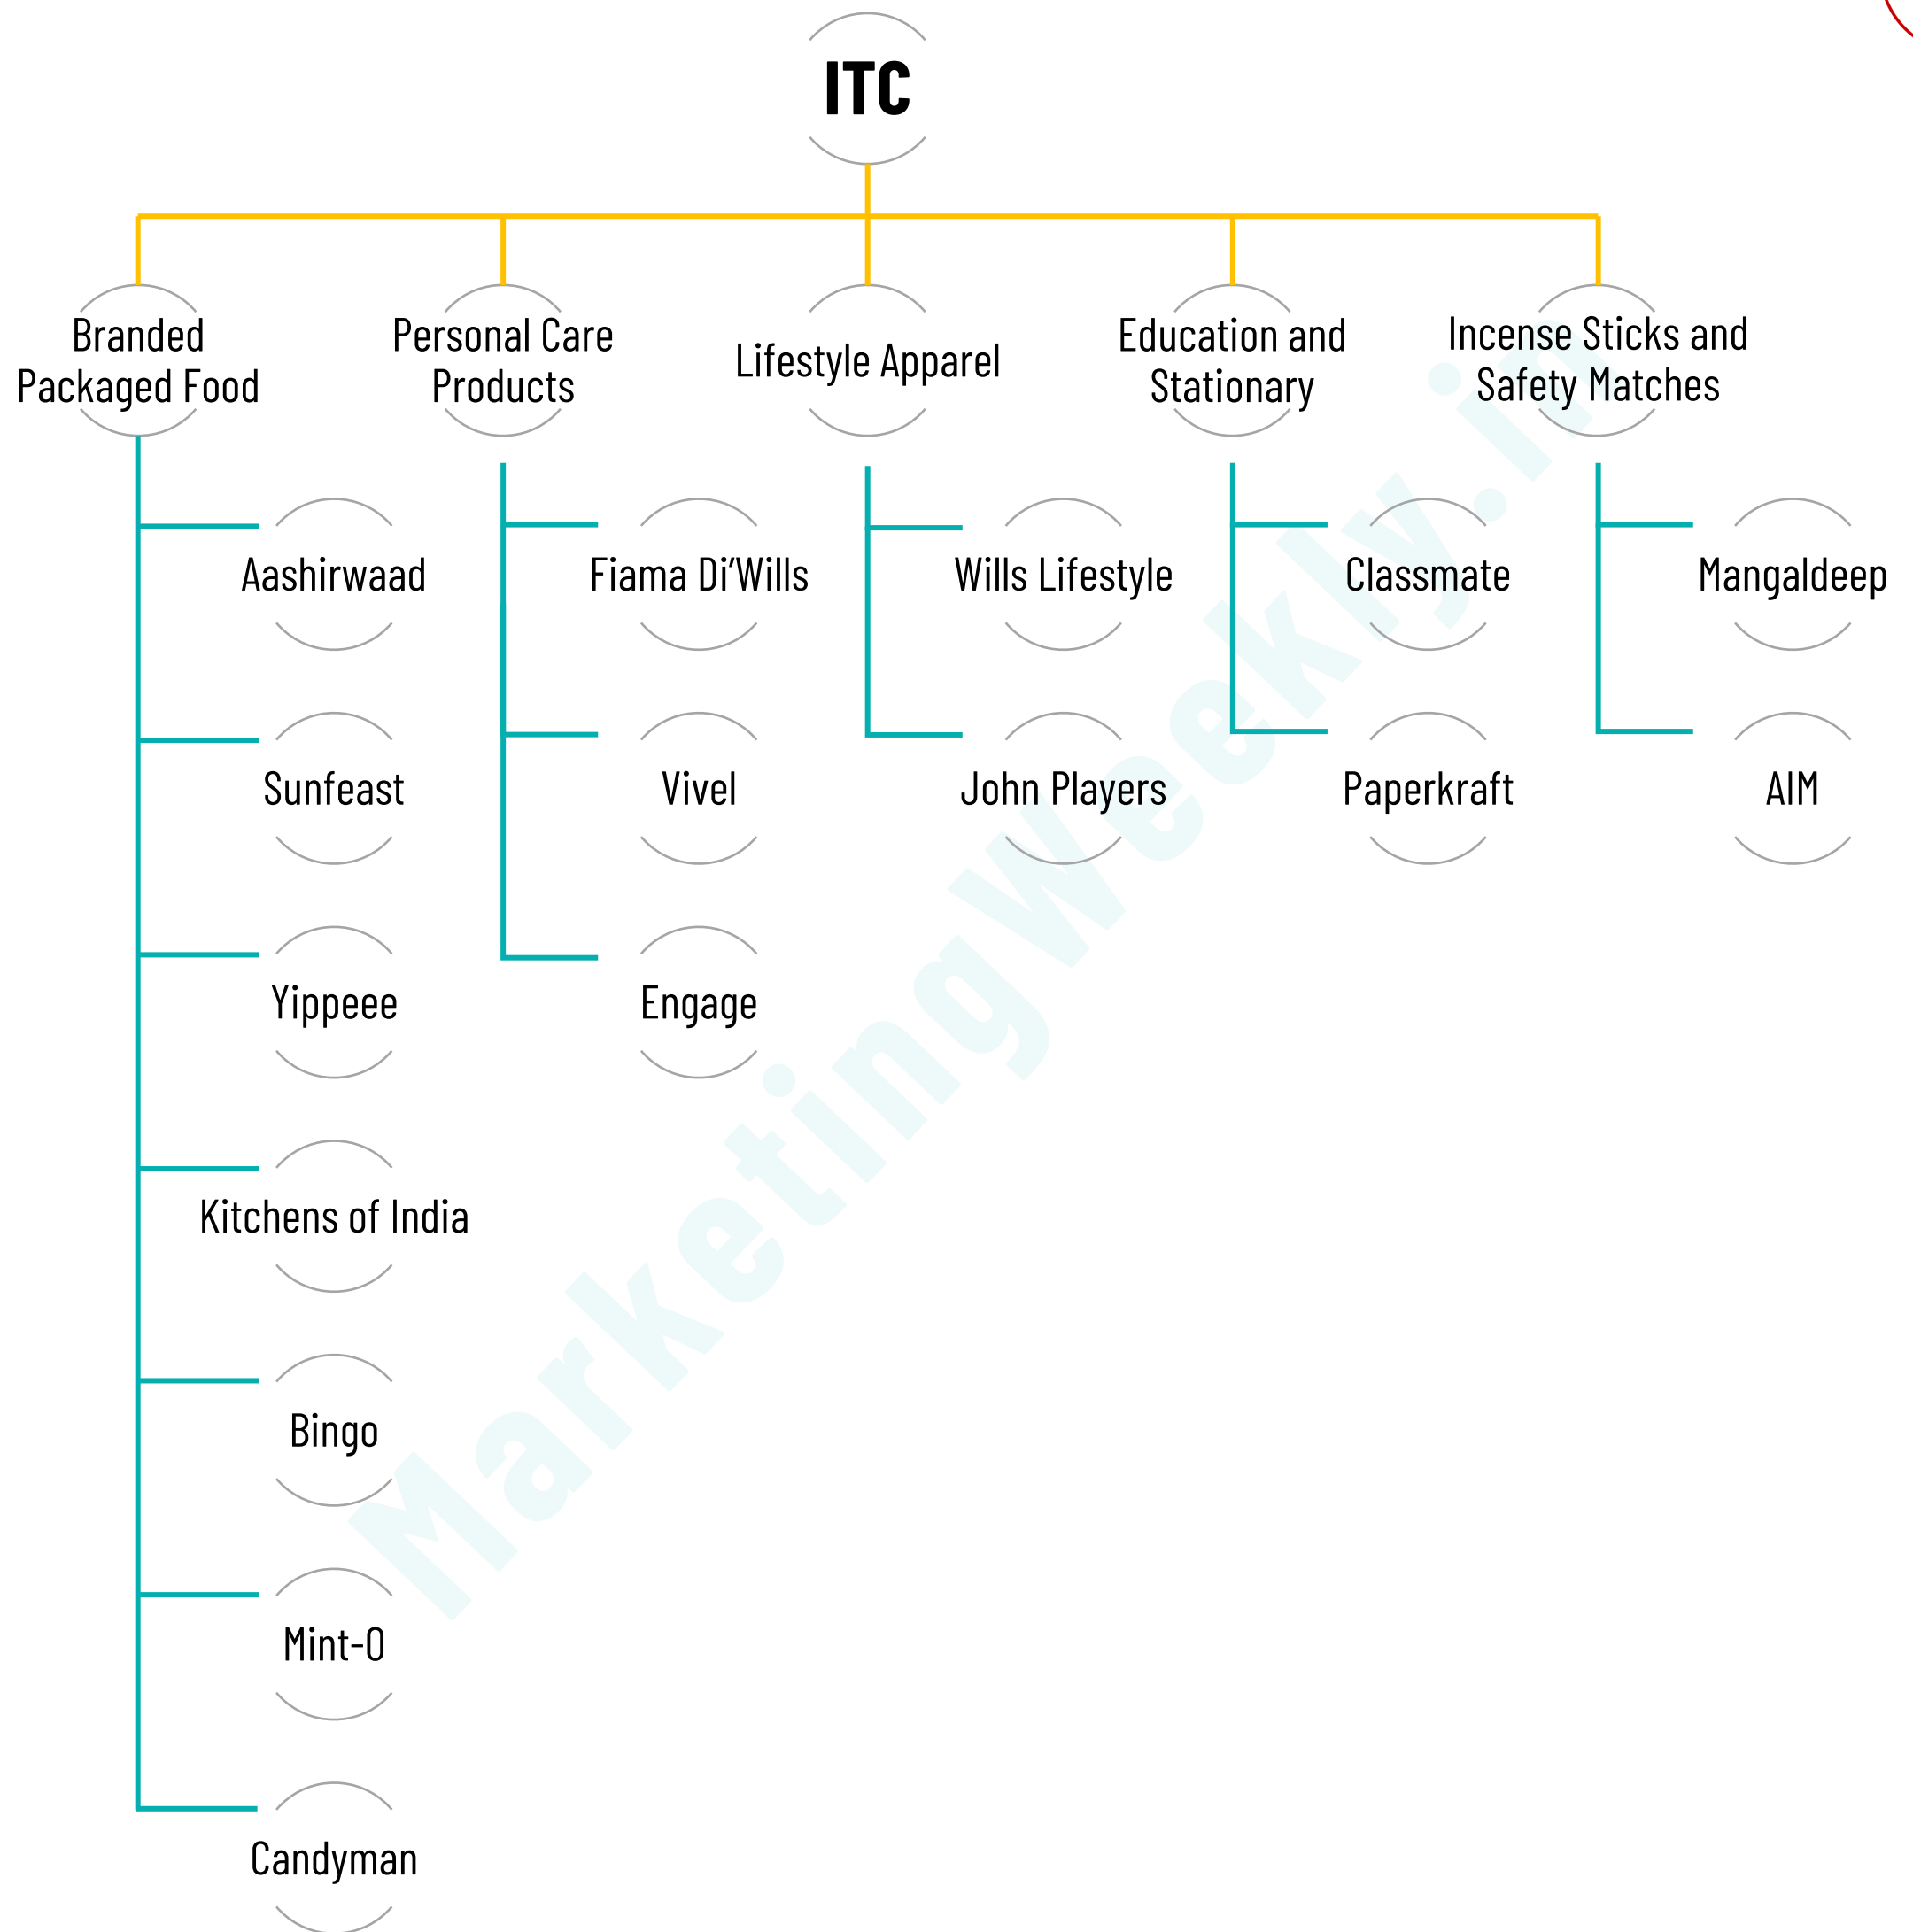 ITC
Branded
Packaged Food
Personal Care
Products
Lifestyle Apparel
Education and
Stationary
Incense Sticks and
Safety Matches
Aashirwaad
Fiama Di'Wills
Wills Lifestyle
Classmate
Mangaldeep
Sunfeast
Vivel
John Players
Paperkraft
AIM
Yippeee
Engage
Kitchens of India
Bingo
Mint-O
Candyman
MarketingWeekly.in